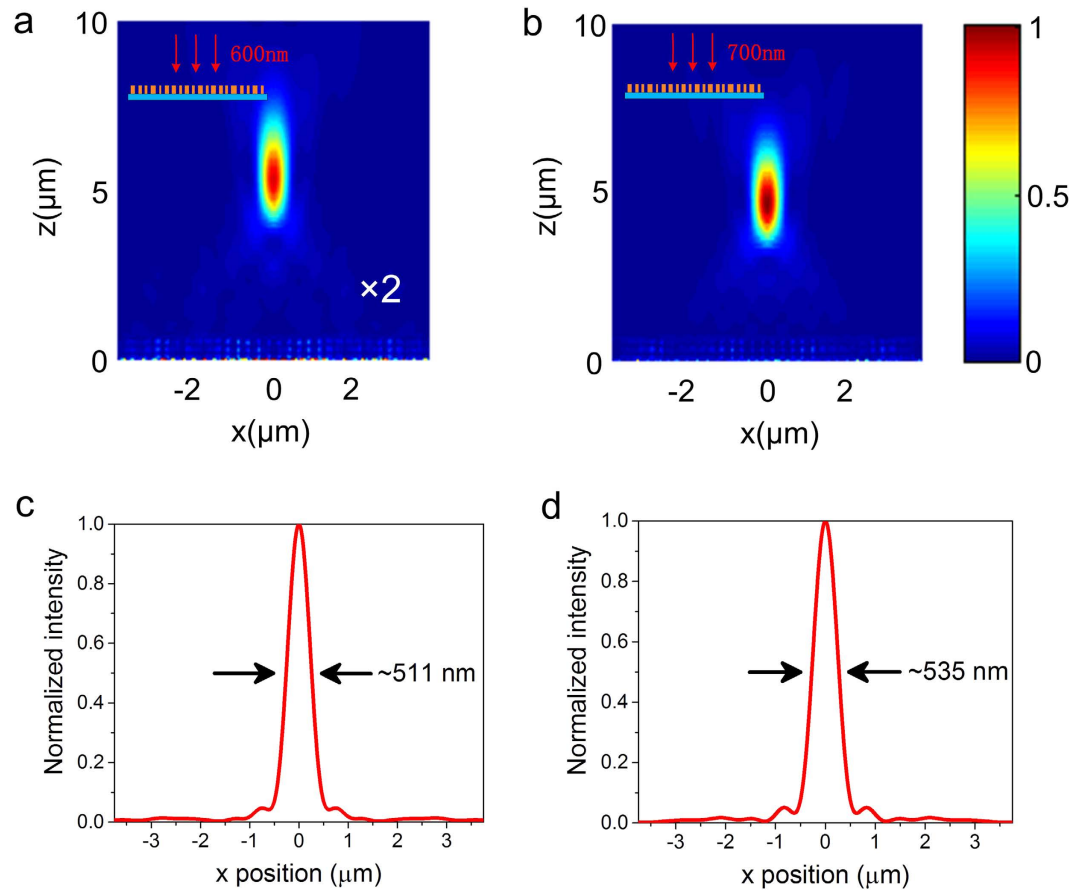 a
10
600nm
5
z(μm)
×2
0
-2 0 2
x(μm)
b
10
700nm
5
z(μm)
0
-2 0 2
x(μm)
1
0.5
0
c
1.0
0.8
0.6
0.4
0.2
0.0
Normalized intensity
~511 nm
-3 -2 -1 0 1 2 3
x position (μm)
d
1.0
0.8
0.6
0.4
0.2
0.0
Normalized intensity
~535 nm
-3 -2 -1 0 1 2 3
x position (μm)